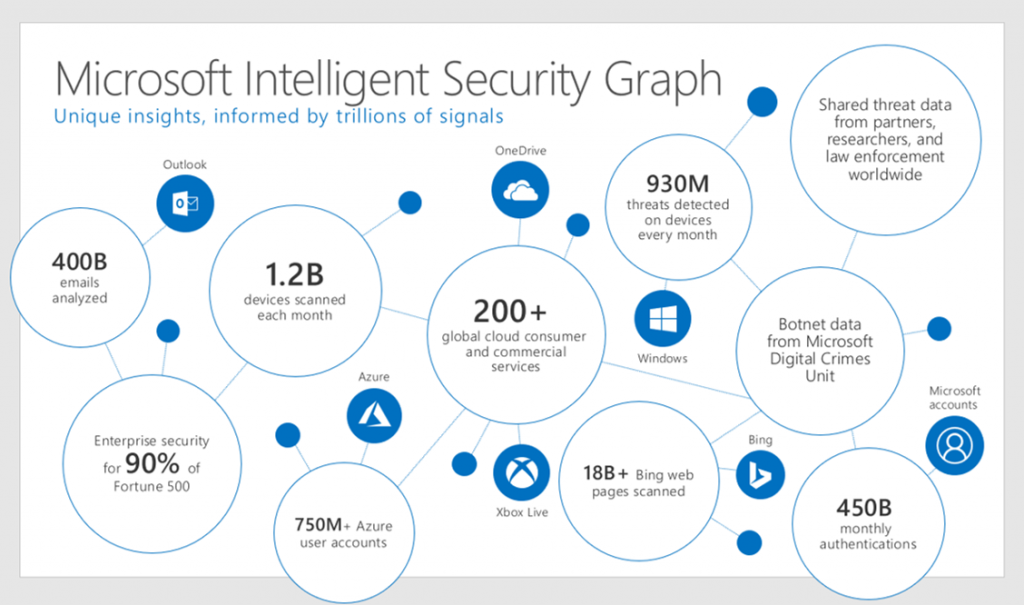 Microsoft Intelligent Security Graph
Unique insights, informed by trillions of signals
Outlook
400B
emails
analyzed
1.2B
devices scanned
each month
OneDrive
200+
global cloud consumer
and commercial
services
930M
threats detected
on devices
every month
Shared threat data
from partners,
researchers, and
law enforcement
worldwide
Windows
Botnet data
from Microsoft
Digital Crimes
Unit
Enterprise security
for 90% of
Fortune 500
Azure
750M+ Azure
user accounts
Xbox Live
18B+ Bing web
pages scanned
Bing
Microsoft
accounts
450B
monthly
authentications